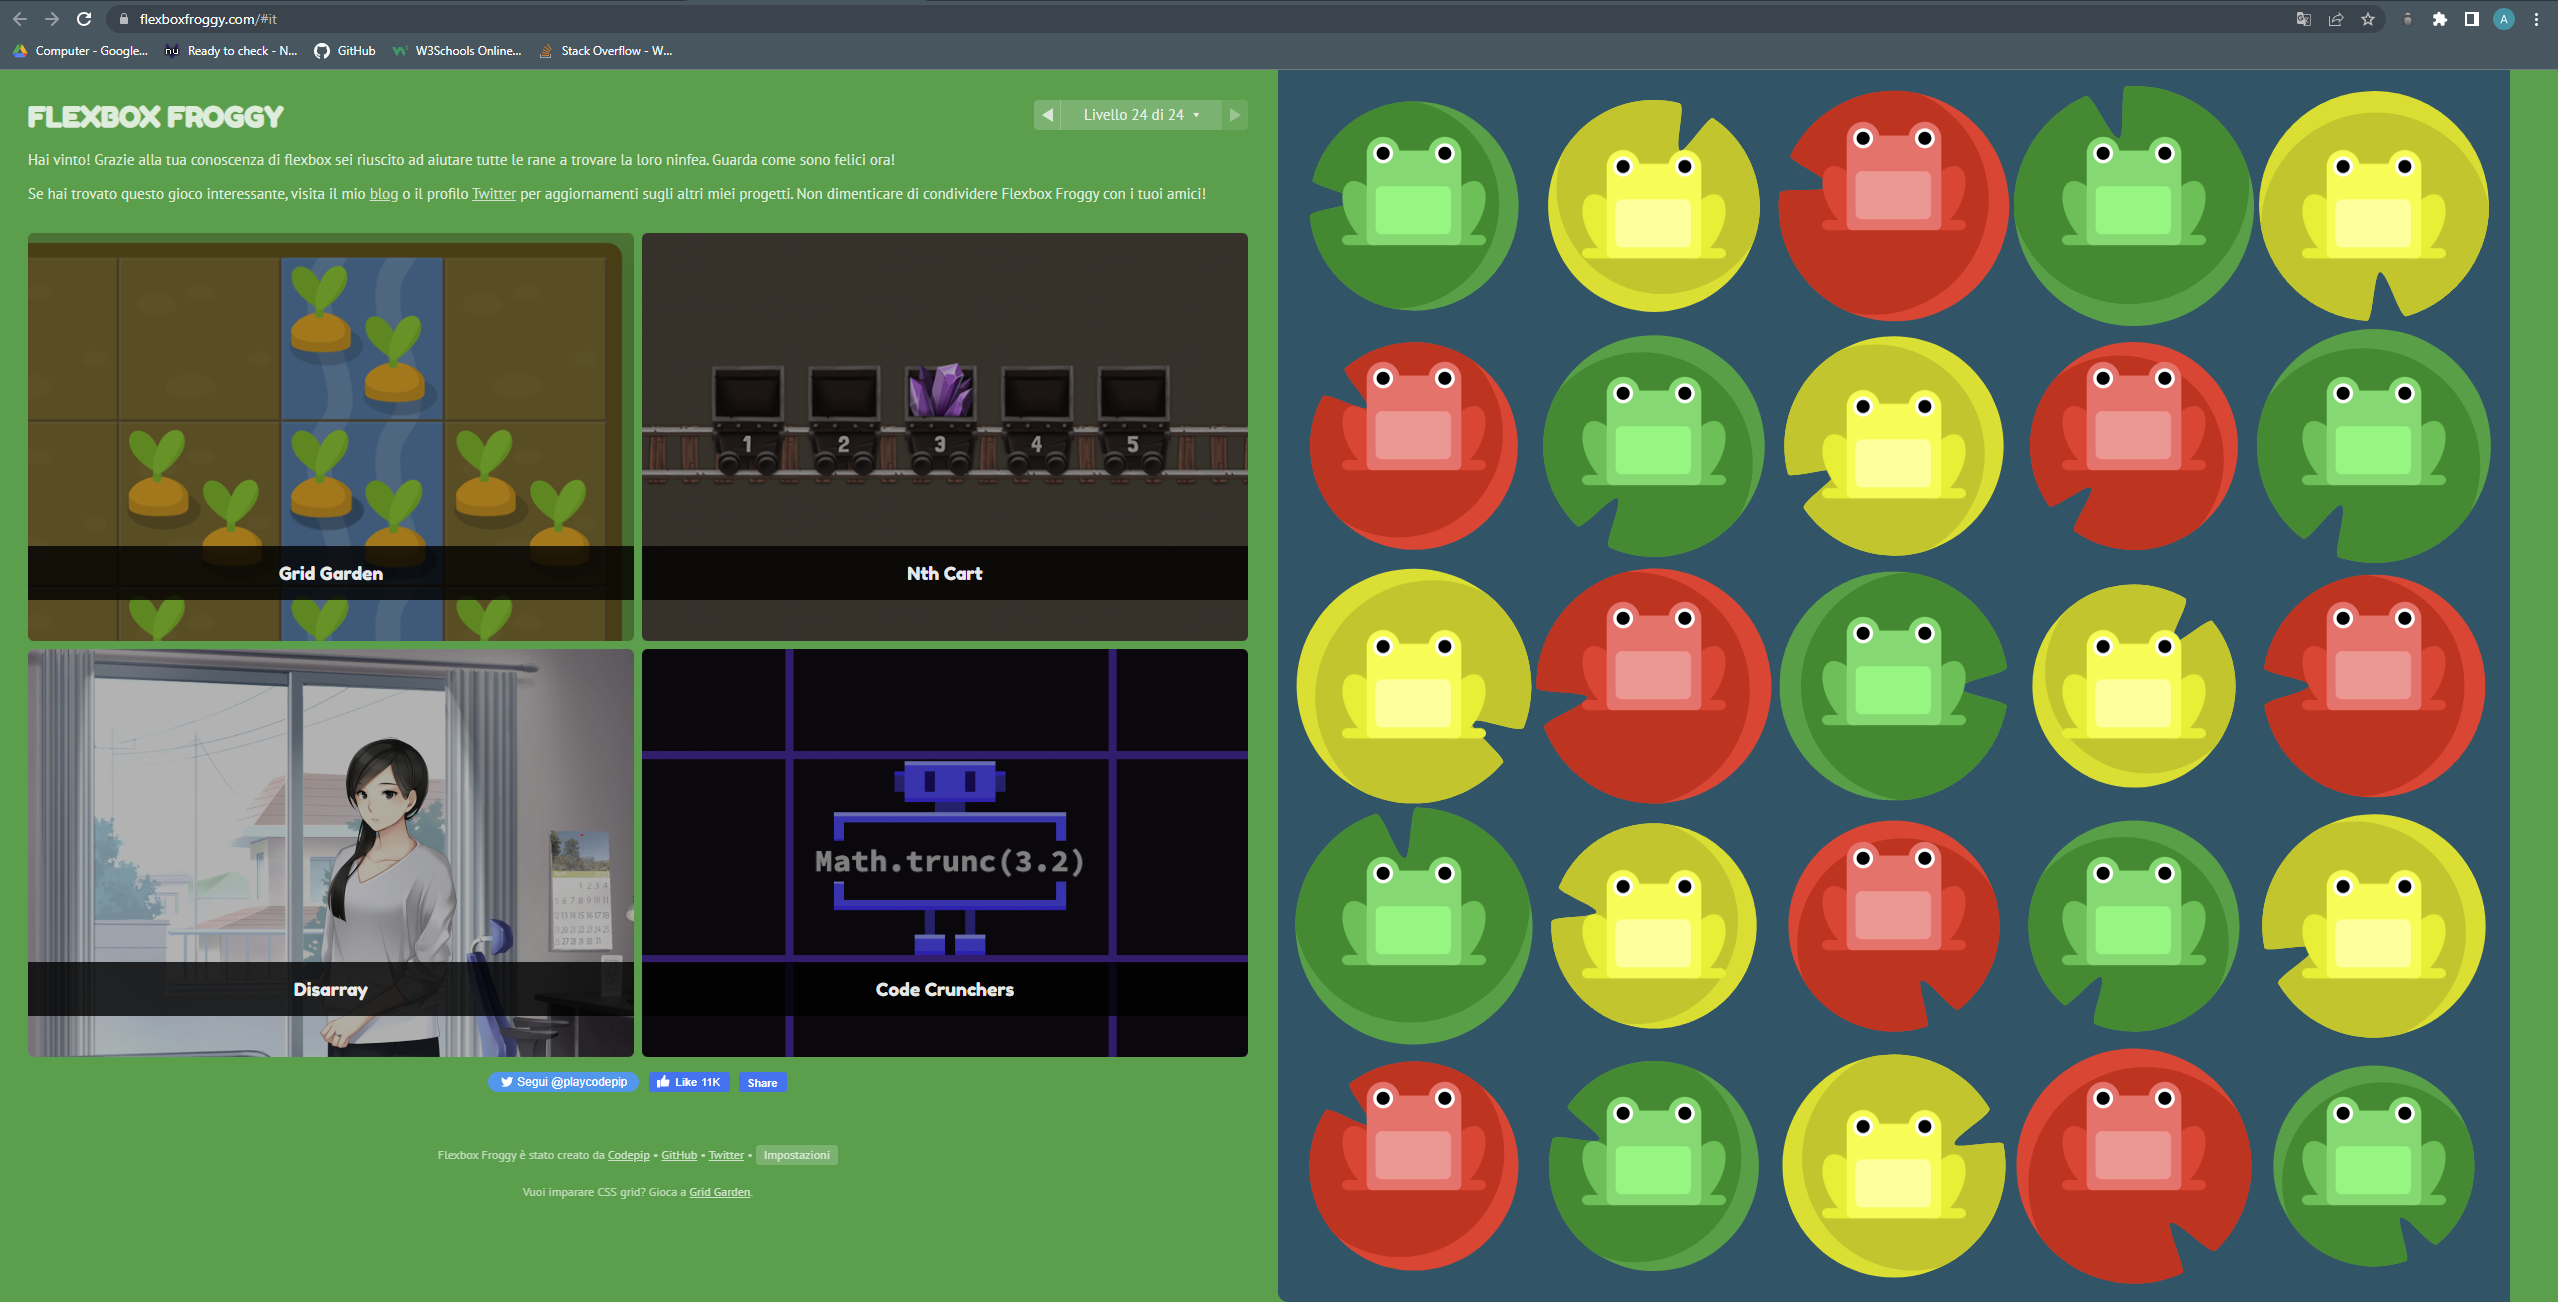 flexboxfroggy.com/#it
A
Computer - Google...
Ready to check - N...
GitHub
W3Schools Online...
Stack Overflow - W...
FLEXBOX FROGGY
Livello 24 di 24
Hai vinto! Grazie alla tua conoscenza di flexbox sei riuscito ad aiutare tutte le rane a trovare la loro ninfea. Guarda come sono felici ora!
Se hai trovato questo gioco interessante, visita il mio blog o il profilo Twitter per aggiornamenti sugli altri miei progetti. Non dimenticare di condividere Flexbox Froggy con i tuoi amici!
1 2 3 4 5
Grid Garden
Nth Cart
Math.trunc(3.2)
Disarray
Code Crunchers
Segui @playcodepip
Like 11K
Share
Flexbox Froggy è stato creato da Codepip • GitHub • Twitter • Impostazioni
Vuoi imparare CSS grid? Gioca a Grid Garden.